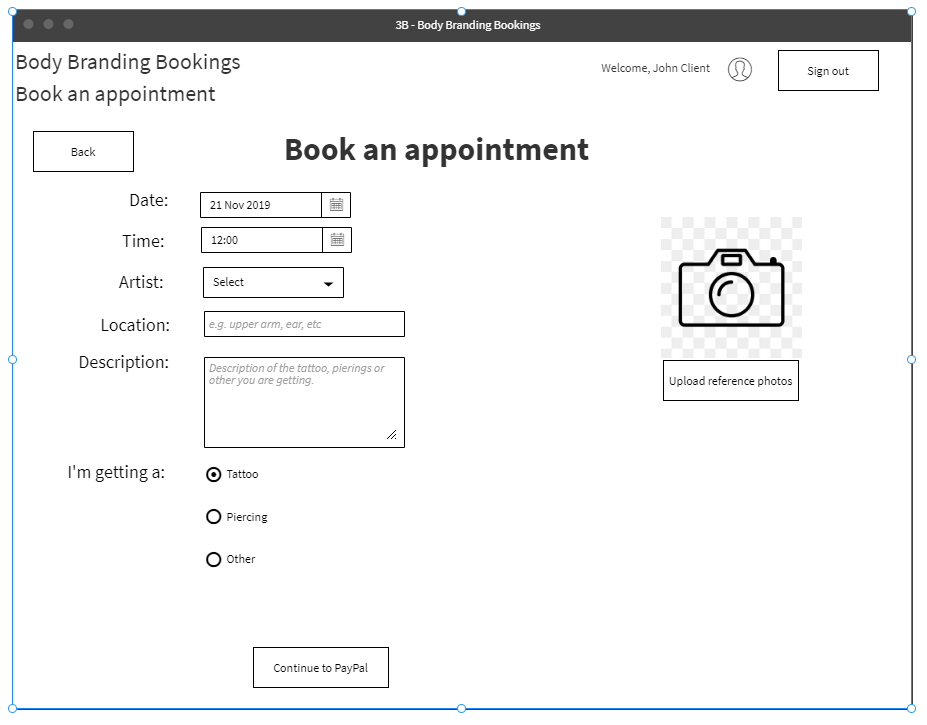 3B - Body Branding Bookings
Body Branding Bookings
Welcome, John Client
Sign out
Book an appointment
Back
Book an appointment
Date:
21 Nov 2019
Time:
12:00
Artist:
Select
Location:
e.g. upper arm, ear, etc
Description:
Description of the tattoo, pierings or
other you are getting.
Upload reference photos
I'm getting a:
Tattoo
Piercing
Other
Continue to PayPal